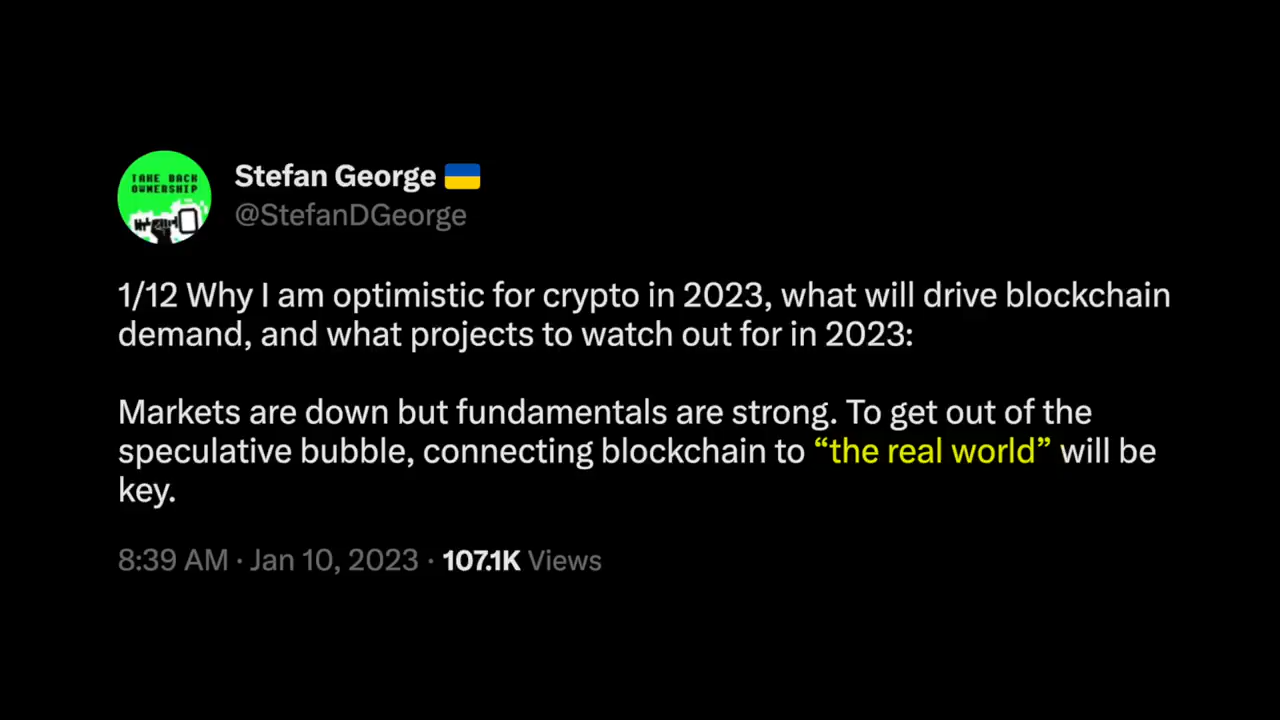 TAKE BACK
OWNERSHIP
Stefan George
@StefanDGeorge
1/12 Why I am optimistic for crypto in 2023, what will drive blockchain
demand, and what projects to watch out for in 2023:
Markets are down but fundamentals are strong. To get out of the
speculative bubble, connecting blockchain to “the real world” will be
key.
8:39 AM · Jan 10, 2023 · 107.1K Views